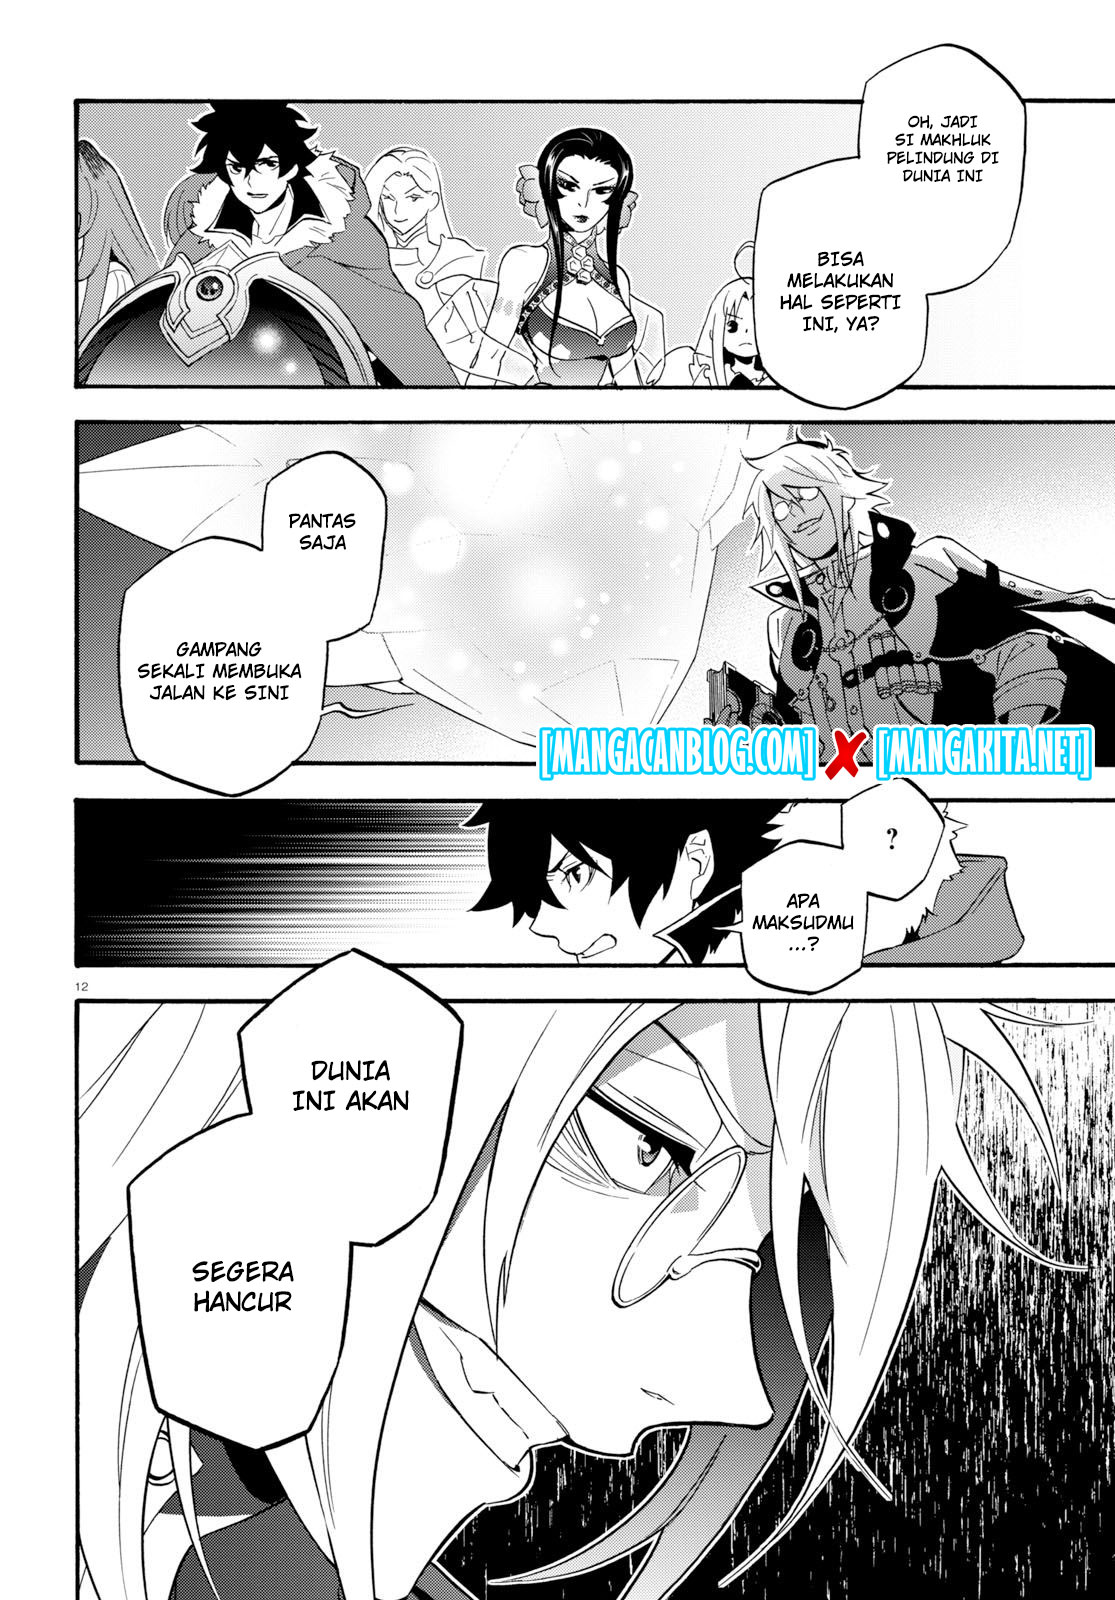 OH, JADI
SI MAKHLUK
PELINDUNG DI
DUNIA INI
BISA
MELAKUKAN
HAL SEPERTI
INI, YA?
PANTAS
SAJA
GAMPANG
SEKALI MEMBUKA
JALAN KE SINI
[MANGACANBLOG.COM] X [MANGAKITA.NET]
?
APA
MAKSUDMU
...?
12
DUNIA
INI AKAN
SEGERA
HANCUR